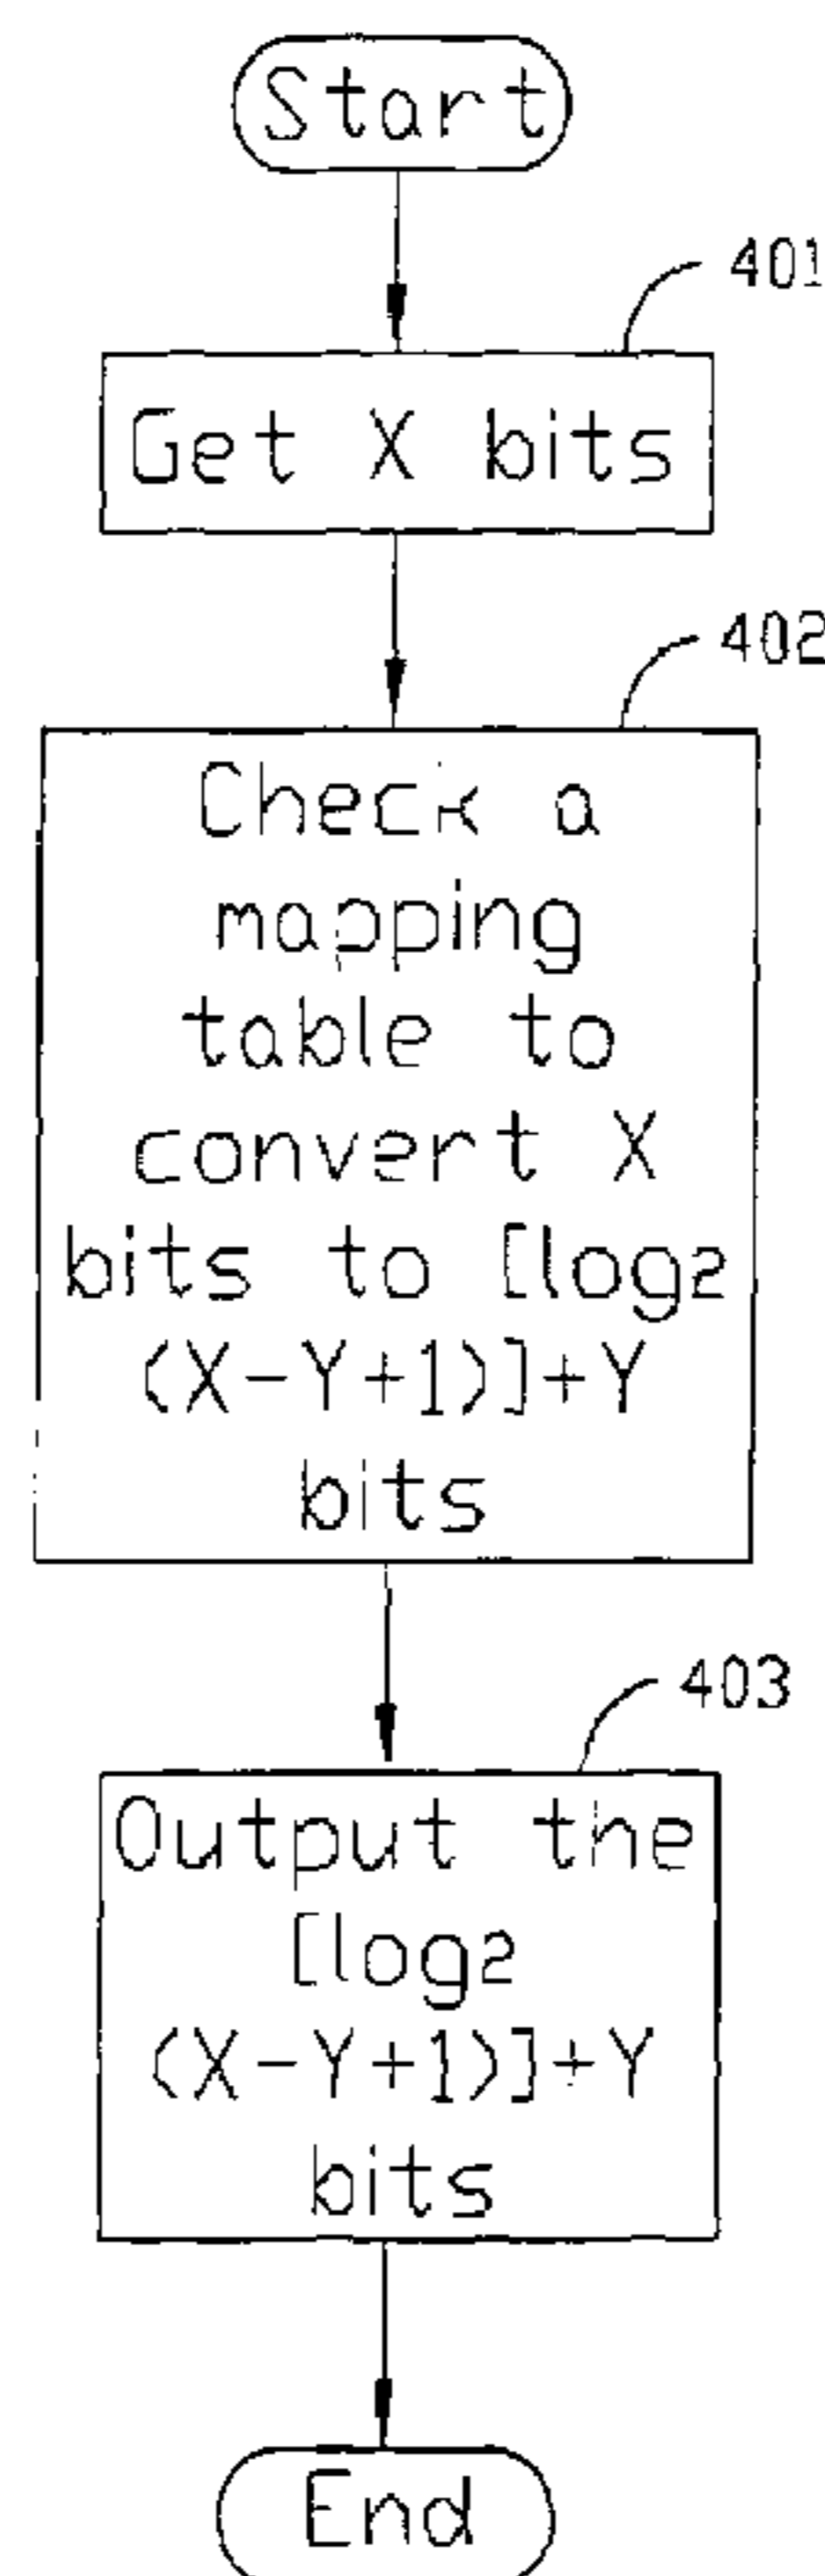 Start
401
Get X bits
402
Check a
mapping
table to
convert X
bits to [log2
(X-Y+1)]+Y
bits
403
Output the
[log2
(X-Y+1)]+Y
bits
End